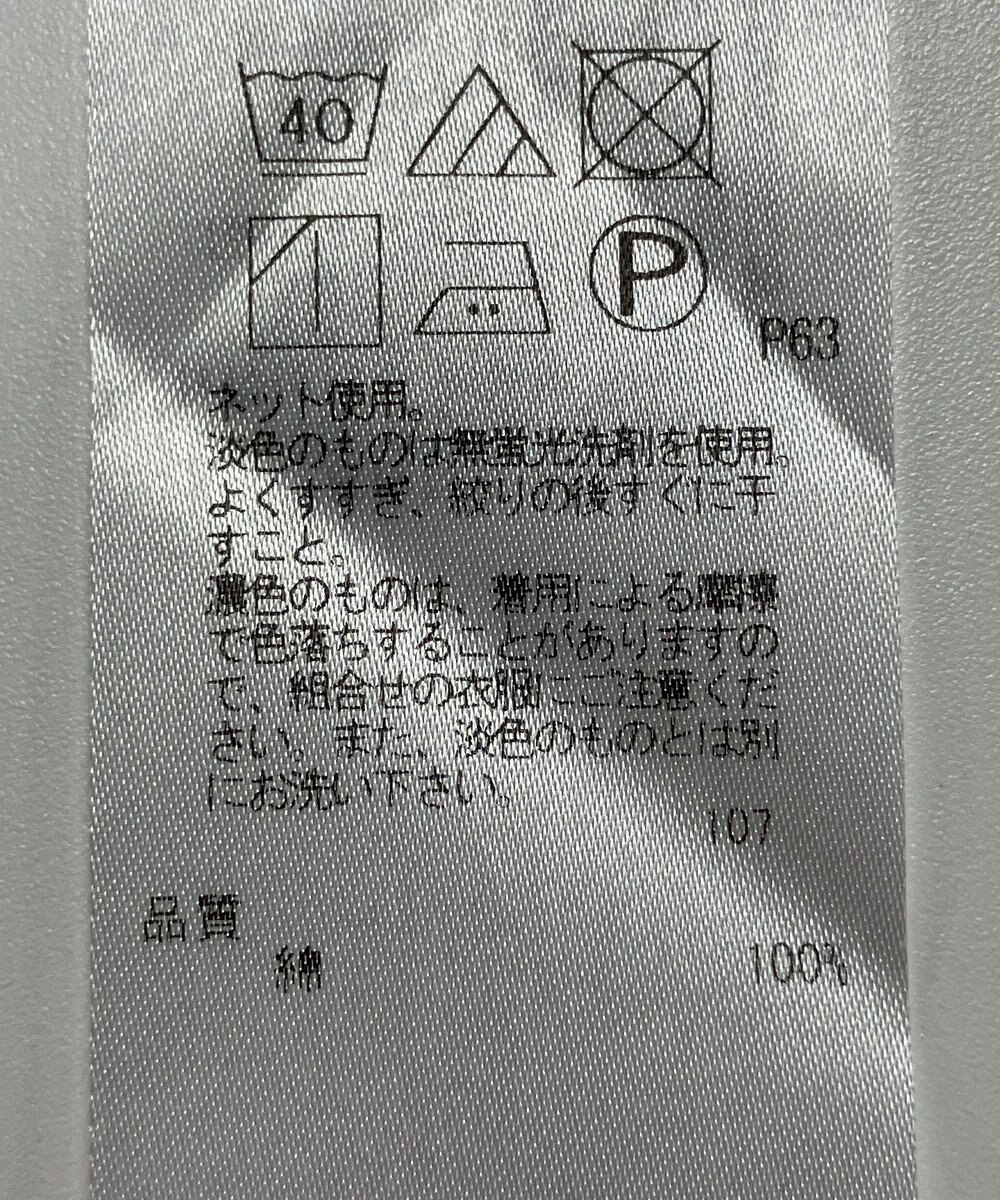 40
P
P63
ネット使用。
淡色のものは無蛍光洗剤を使用。
よくすすぎ、絞りの後すぐに干
すこと。
濃色のものは、着用による摩擦
で色落ちすることがありますの
で、組合せの衣服にご注意くだ
さい。また、淡色のものとは別
にお洗い下さい。
107
品質
綿 100%